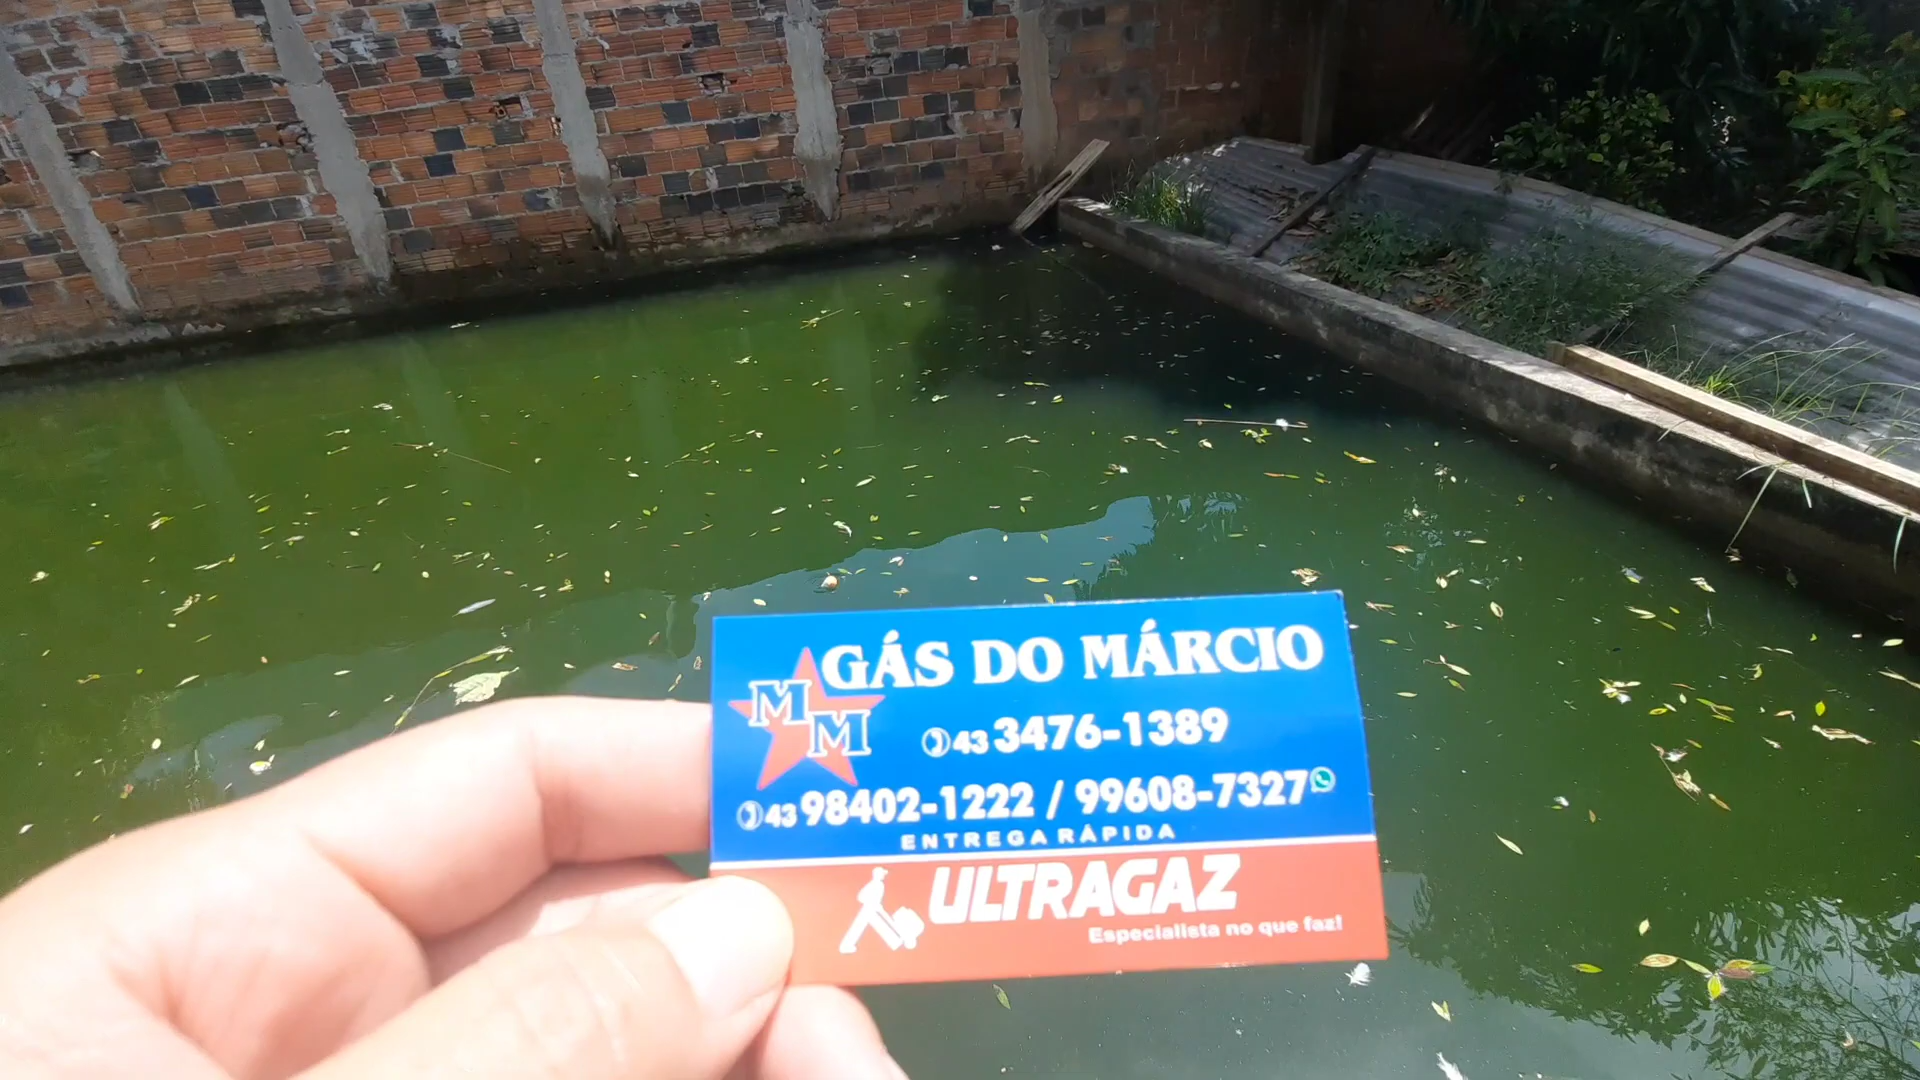 GÁS DO MÁRCIO
MM
43 3476-1389
43 98402-1222 / 99608-7327
ENTREGA RÁPIDA
ULTRAGAZ
Especialista no que faz!